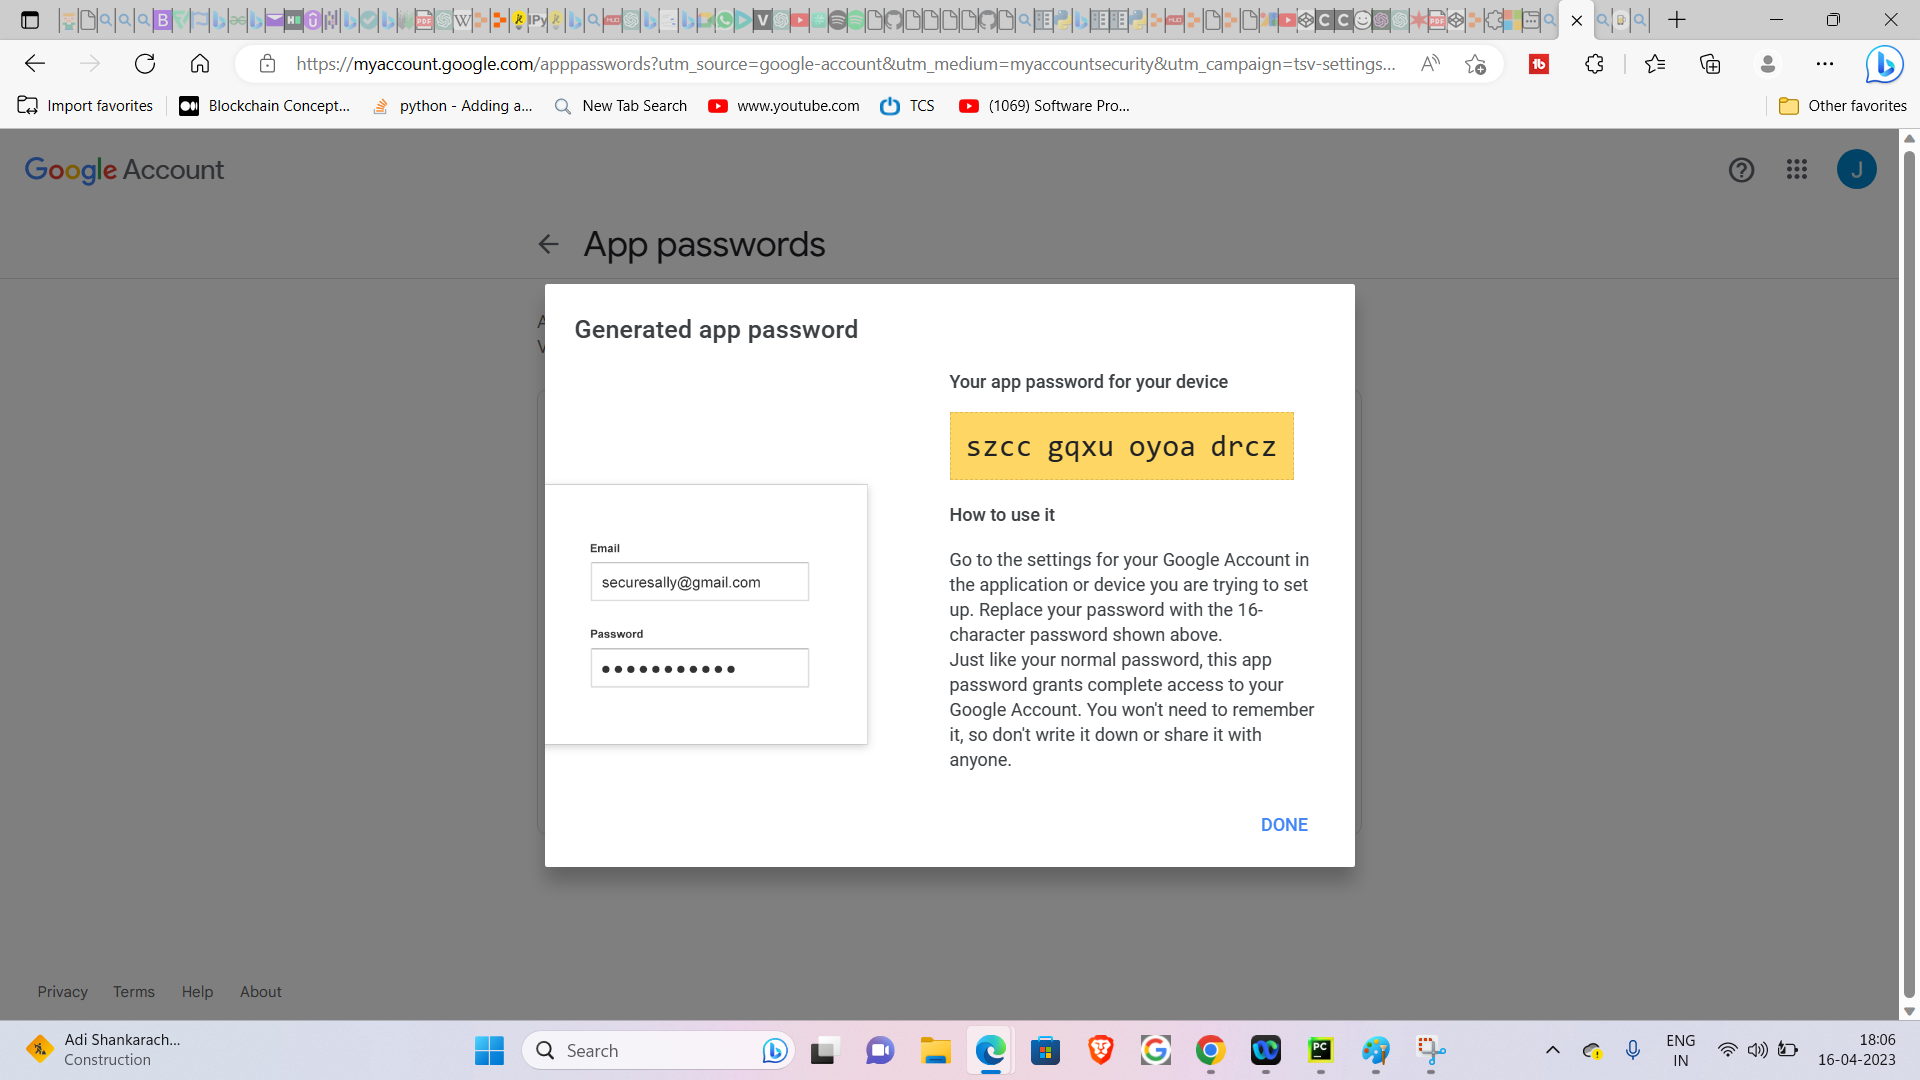 https://myaccount.google.com/apppasswords?utm_source=google-account&utm_medium=myaccountsecurity&utm_campaign=tsv-settings...
Import favorites
Blockchain Concept...
python - Adding a...
New Tab Search
www.youtube.com
TCS
(1069) Software Pro...
Other favorites
Google Account
J
App passwords
Generated app password
Your app password for your device
szcc gqxu oyoa drcz
How to use it
Go to the settings for your Google Account in
the application or device you are trying to set
up. Replace your password with the 16-
character password shown above.
Just like your normal password, this app
password grants complete access to your
Google Account. You won't need to remember
it, so don't write it down or share it with
anyone.
Email
securesally@gmail.com
Password
DONE
Privacy
Terms
Help
About
Adi Shankarach...
Construction
Search
ENG
IN
18:06
16-04-2023